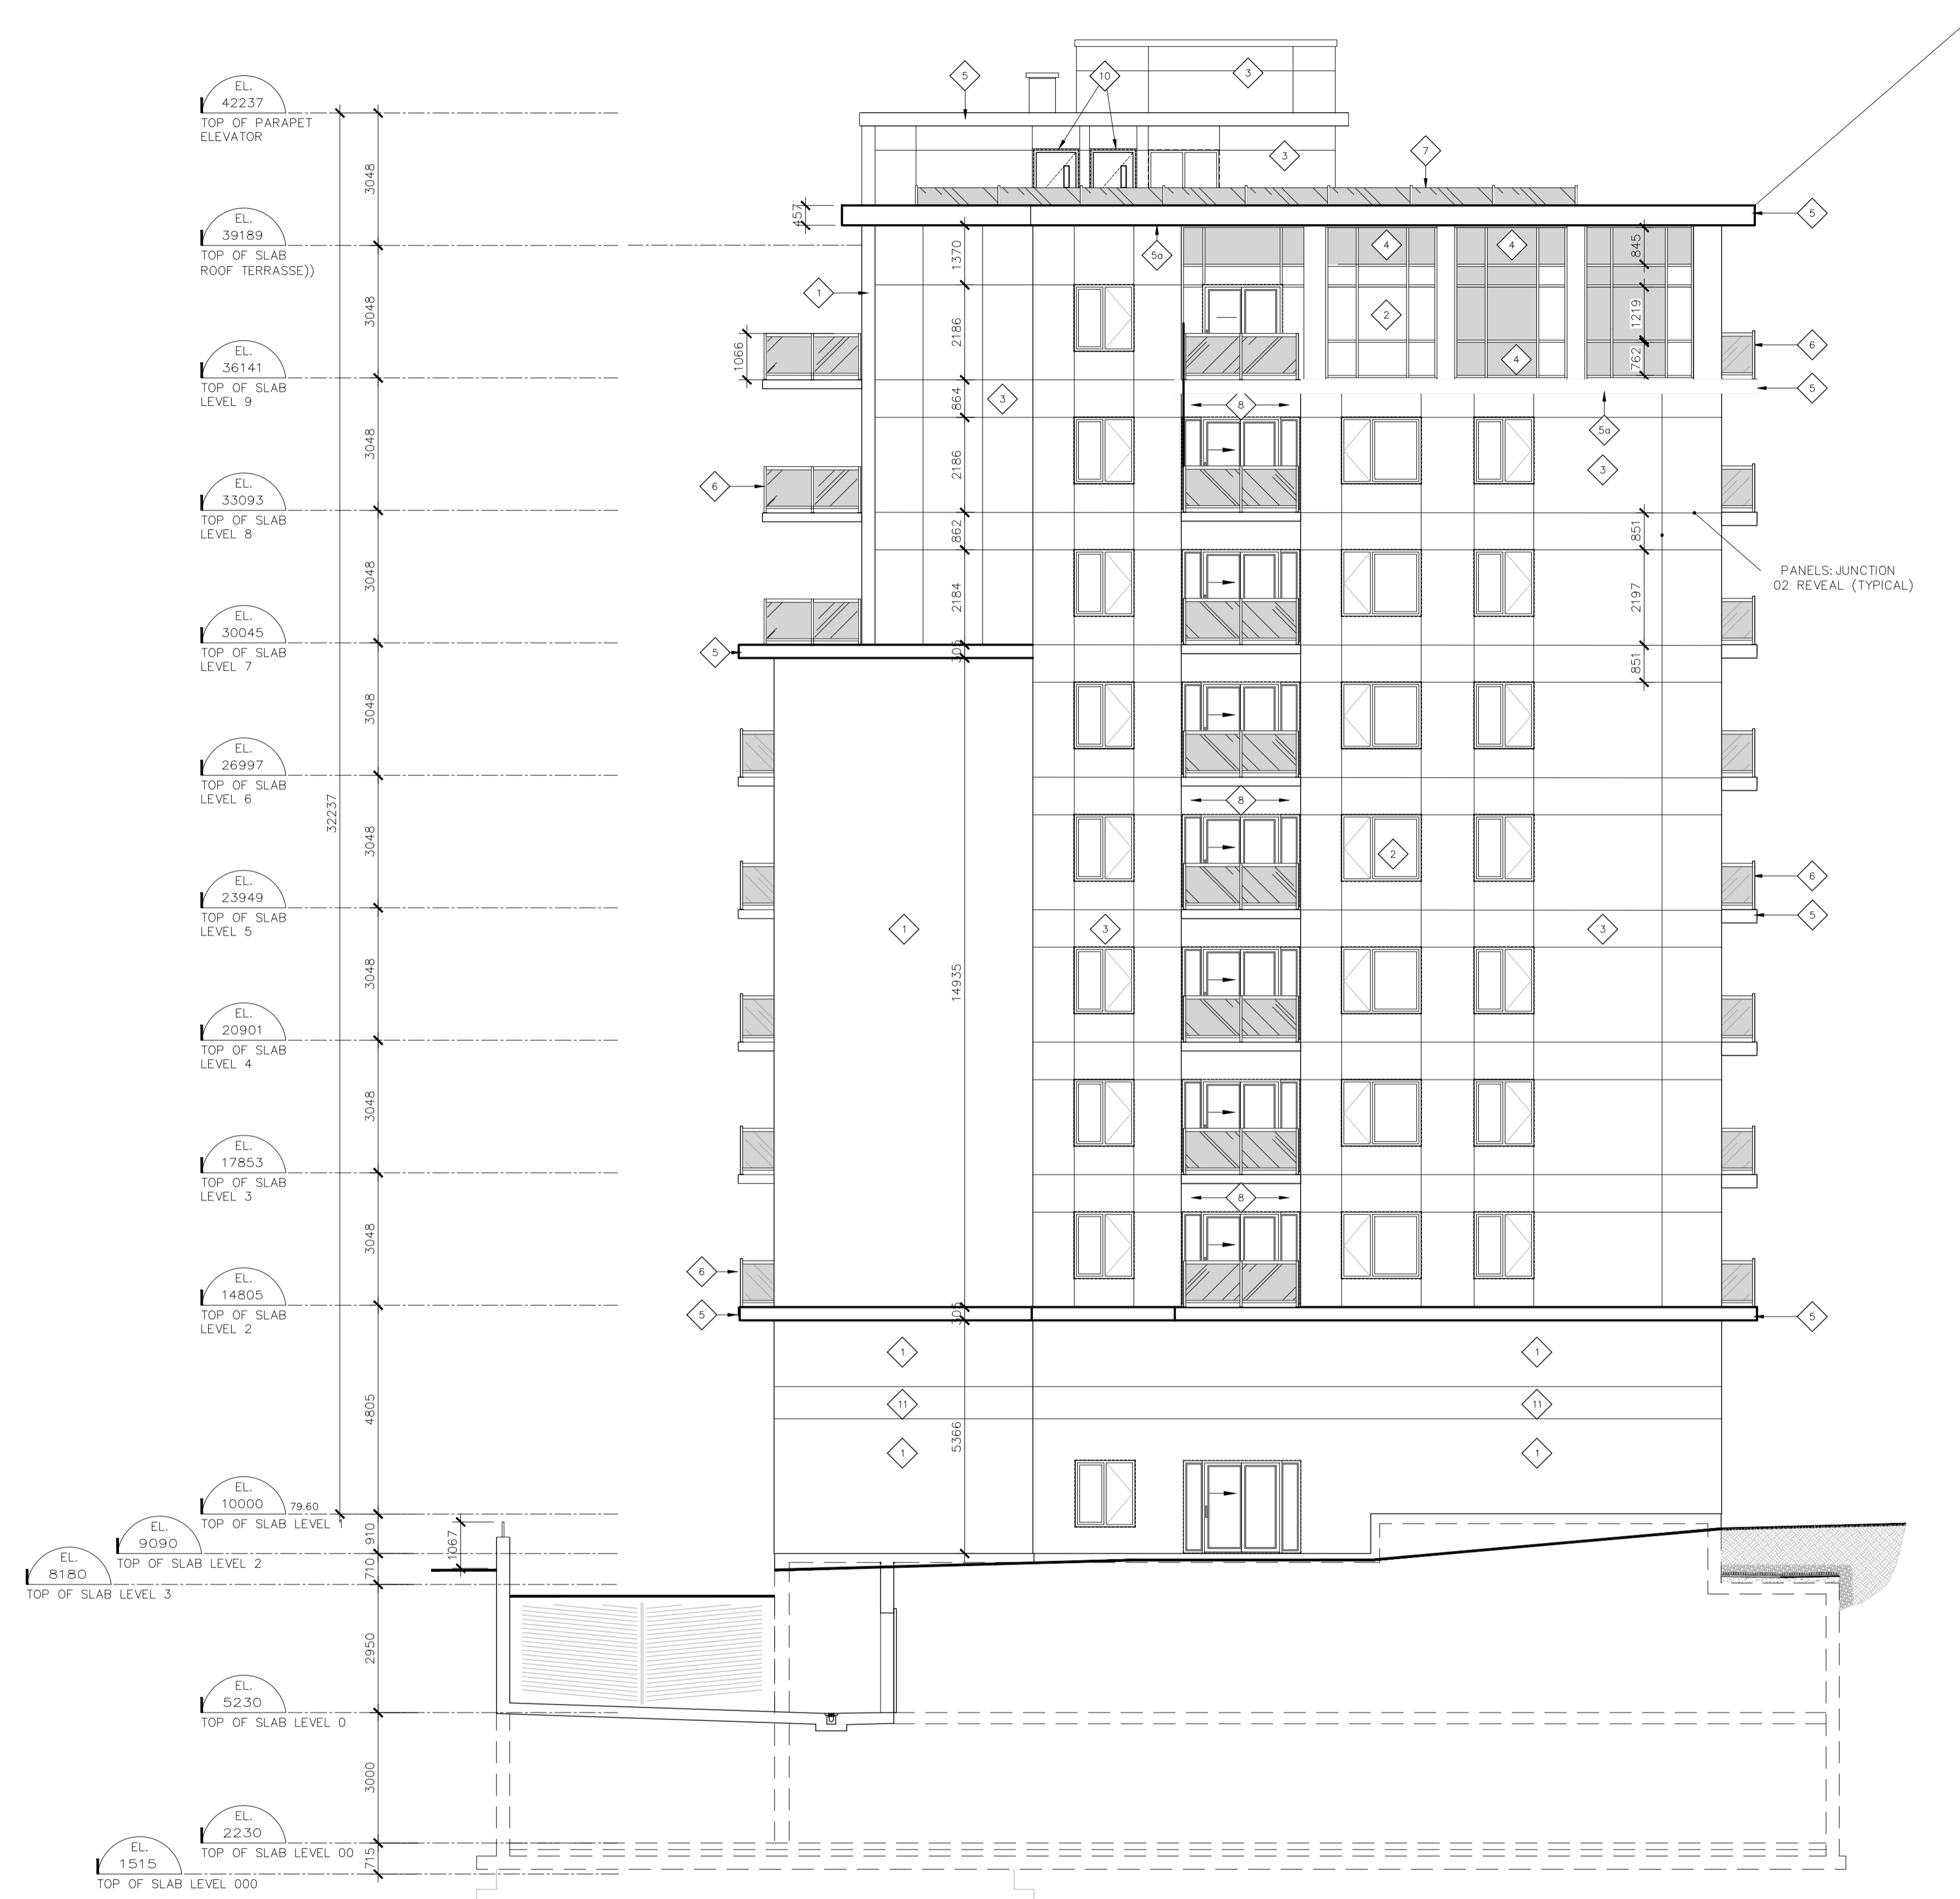 EL.
42237
TOP OF PARAPET
ELEVATOR
EL.
39189
TOP OF SLAB
ROOF TERRASSE))
EL.
36141
TOP OF SLAB
LEVEL 9
EL.
33093
TOP OF SLAB
LEVEL 8
EL.
30045
TOP OF SLAB
LEVEL 7
EL.
26997
TOP OF SLAB
LEVEL 6
EL.
23949
TOP OF SLAB
LEVEL 5
EL.
20901
TOP OF SLAB
LEVEL 4
EL.
17853
TOP OF SLAB
LEVEL 3
EL.
14805
TOP OF SLAB
LEVEL 2
EL.
10000
79.60
TOP OF SLAB LEVEL 1
EL.
9090
TOP OF SLAB LEVEL 2
EL.
8180
TOP OF SLAB LEVEL 3
EL.
5230
TOP OF SLAB LEVEL 0
EL.
2230
TOP OF SLAB LEVEL 00
EL.
1515
TOP OF SLAB LEVEL 000
32237
3048
3048
3048
3048
3048
3048
3048
3048
3048
4805
910
710
2950
3000
715
1067
5
10
3
3
7
457
5
1370
5a
4
4
845
1
2186
2
1219
1066
6
4
762
5
864
3
8
5a
6
2186
3
862
851
PANELS: JUNCTION
02 REVEAL (TYPICAL)
2184
2197
5
305
851
8
2
6
1
3
3
5
14935
8
6
5
305
5
1
1
11
11
5366
1
1